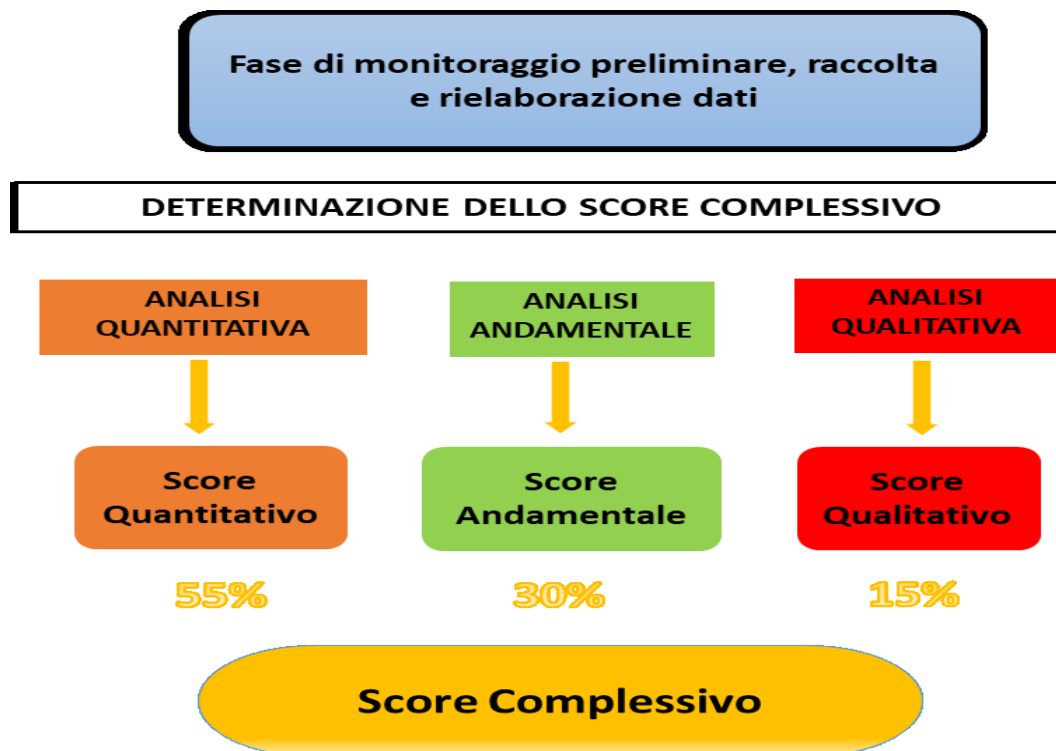 Fase di monitoraggio preliminare, raccolta
e rielaborazione dati
DETERMINAZIONE DELLO SCORE COMPLESSIVO
ANALISI
QUANTITATIVA
ANALISI
ANDAMENTALE
ANALISI
QUALITATIVA
Score
Quantitativo
Score
Andamentale
Score
Qualitativo
55%
30%
15%
Score Complessivo